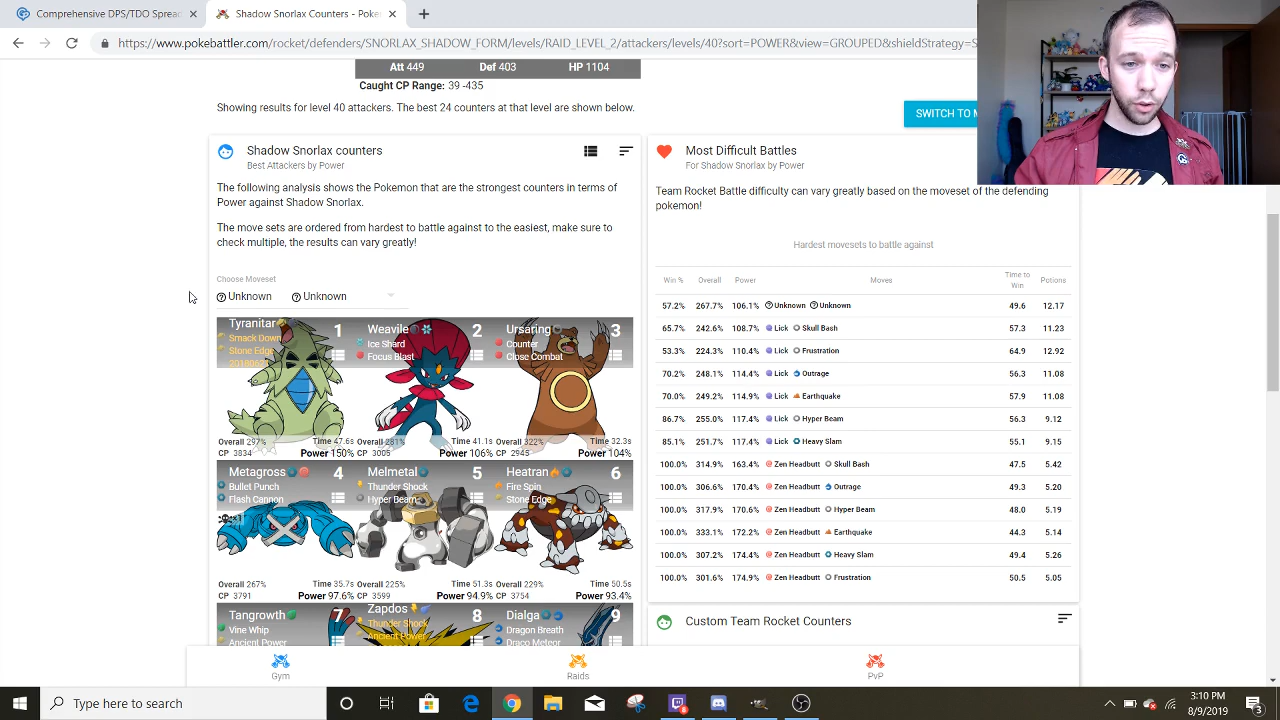 Comprehensive DPS/TDO Spread
Shadow Snorlax Counters - Poke
https://www.pokebattler.com/rocket/defenders/SNORLAX_SHADOW_FORM/levels/RAID_LEVEL_2/attackers/levels/40?sort=POWER&view=GROUPED&shieldStrategy=S
Att 449 Def 403 HP 1104
Caught CP Range: 39 -435
Showing results for level 40 attackers. The best 24 counters at that level are shown below.
SWITCH TO M
Shadow Snorlax counters
Best Attackers by Power
The following analysis shows the Pokemon that are the strongest counters in terms of
Power against Shadow Snorlax.
The move sets are ordered from hardest to battle against to the easiest, make sure to
check multiple, the results can vary greatly!
Choose Moveset
Unknown Unknown
Tyranitar 1
Smack Down
Stone Edge
Overall 297% Time 47.6s
CP 3834 Power 150%
Weavile 2
Ice Shard
Focus Blast
Overall 281% Time 41.1s
CP 3005 Power 106%
Ursaring 3
Counter
Close Combat
Overall 322% Time 32.3s
CP 2945 Power 104%
Metagross 4
Bullet Punch
Flash Cannon
Overall 267% Time 35.7s
CP 3791 Power 97.6%
Melmetal 5
Thunder Shock
Hyper Beam
Overall 225% Time 51.3s
CP 3599 Power 94.9%
Heatran 6
Fire Spin
Stone Edge
Overall 229% Time 50.5s
CP 3754 Power 93.4%
Tangrowth 7
Vine Whip
Ancient Power
Zapdos 8
Thunder Shock
Ancient Power
Dialga 9
Dragon Breath
Draco Meteor
Most Difficult Battles
For Shadow Snorlax by Power
Team Rocket Battle difficulty can vary greatly based on the moveset of the defending
pokemon!
Hardest movesets to battle against
Win % Overall Power Moves Time to Win Potions
57.2% 267.7% 106.1% Unknown Unknown 49.6 12.17
65.7% 242.6% 108.7% Lick Skull Bash 57.3 11.23
53.3% 224.3% 110.4% Lick Frustration 64.9 12.92
70.2% 248.1% 114.4% Lick Outrage 56.3 11.08
70.0% 249.2% 114.9% Lick Earthquake 57.9 11.08
86.7% 255.0% 117.4% Lick Hyper Beam 56.3 9.12
85.1% 251.7% 117.4% Lick Heavy Slam 55.1 9.15
100.0% 314.9% 163.4% Zen Headbutt Skull Bash 47.5 5.42
100.0% 306.6% 170.4% Zen Headbutt Outrage 49.3 5.20
100.0% 317.9% 170.6% Zen Headbutt Hyper Beam 48.0 5.19
100.0% 333.1% 172.2% Zen Headbutt Earthquake 44.3 5.14
100.0% 307.2% 174.4% Zen Headbutt Heavy Slam 49.4 5.26
100.0% 301.6% 174.9% Zen Headbutt Frustration 50.5 5.05
Custom Team Rocket Counters
Gym Raids PvP
Type here to search
3:10 PM
8/9/2019